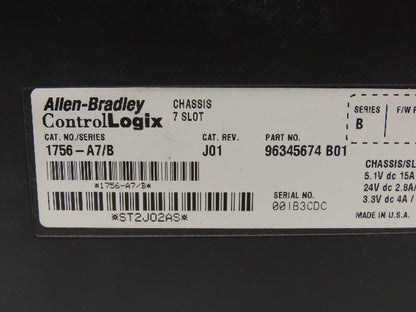 Allen-Bradley CHASSIS
ControlLogix 7 SLOT
SERIES F/W
B
CAT. NO./SERIES CAT. REV. PART NO.
1756-A7/B J01 96345674 B01
*1756-A7/B*
*ST2J02AS*
SERIAL NO.
001B3CDC
CHASSIS/SL
5.1V dc 15A
24V dc 2.8A/
3.3V dc 4A /
MADE IN U.S.A.